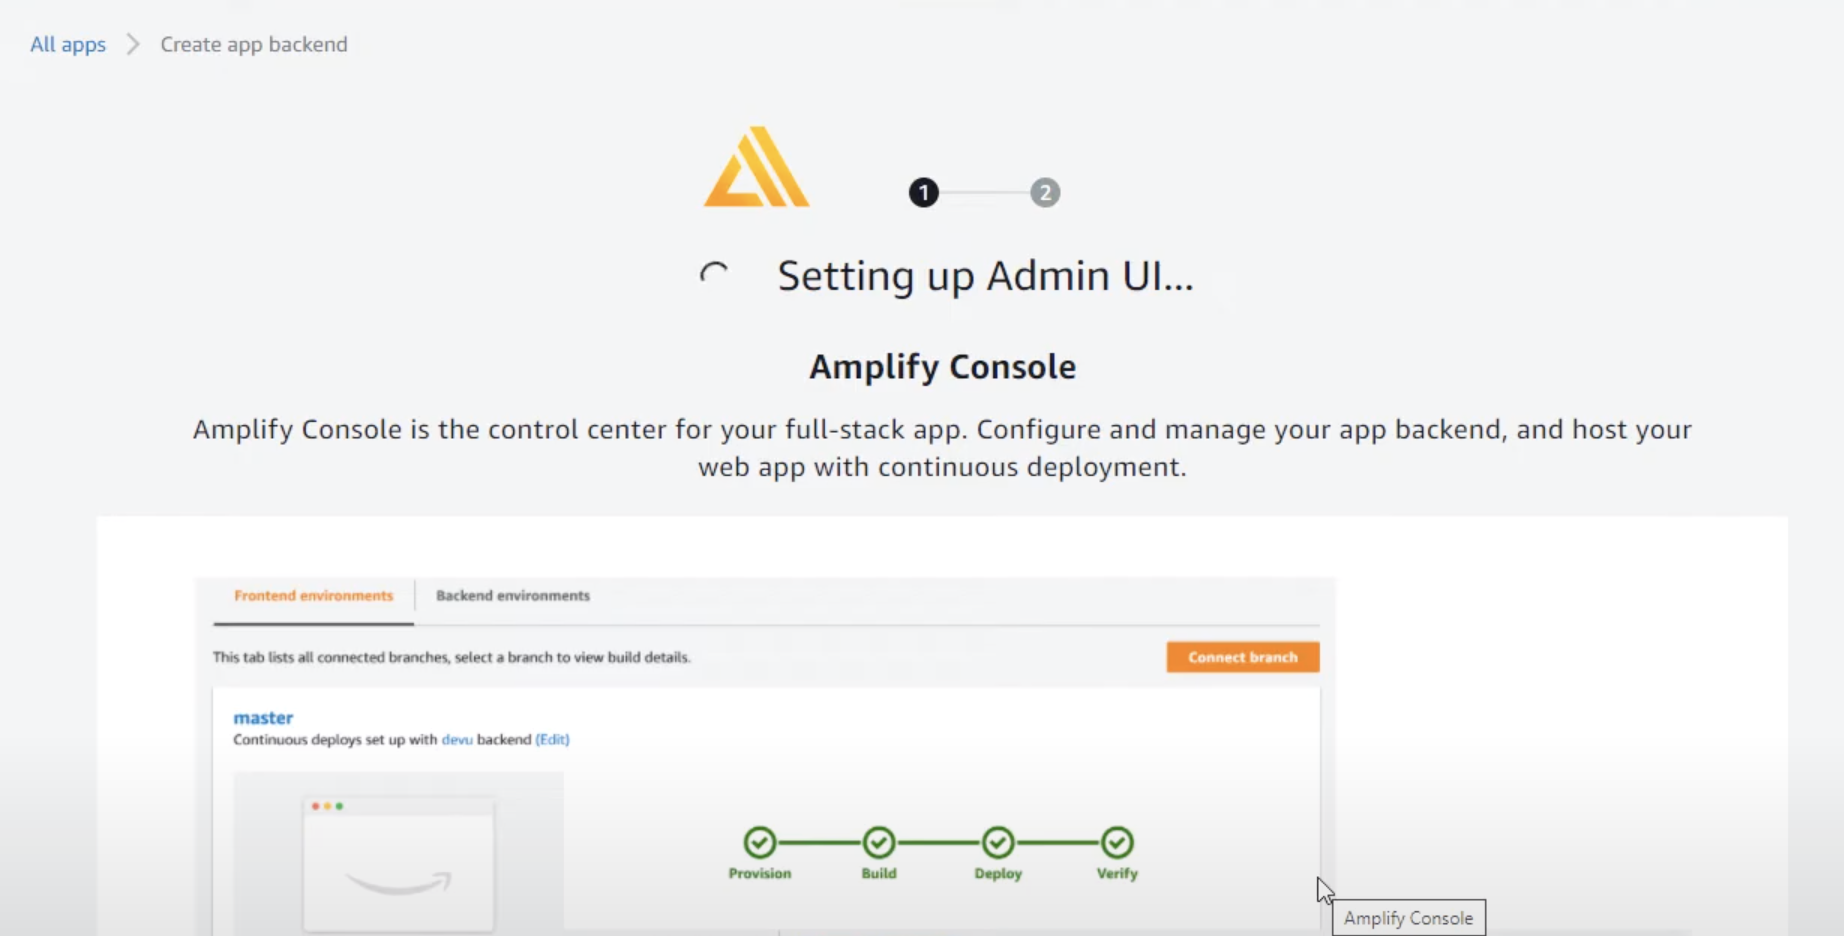 All apps > Create app backend
1 2
Setting up Admin UI...
Amplify Console
Amplify Console is the control center for your full-stack app. Configure and manage your app backend, and host your
web app with continuous deployment.
Frontend environments Backend environments
This tab lists all connected branches, select a branch to view build details. Connect branch
master
Continuous deploys set up with devu backend (Edit)
Provision Build Deploy Verify
Amplify Console